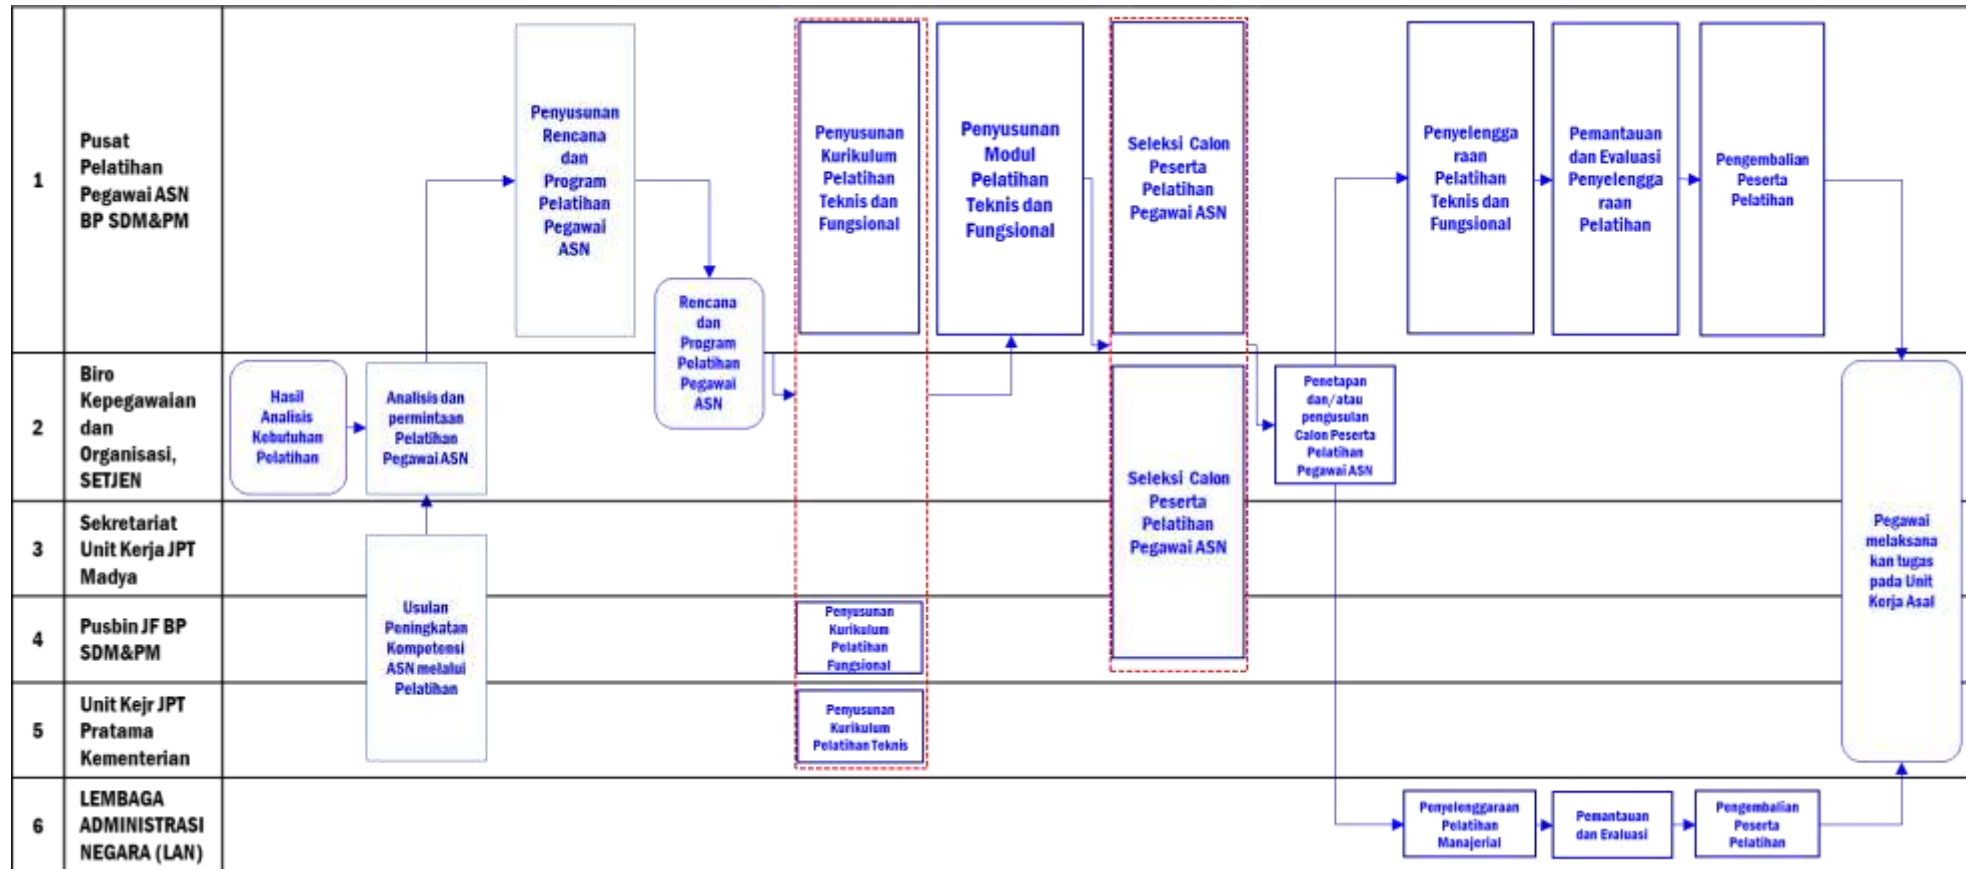 1
Pusat
Pelatihan
Pegawai ASN
BP SDM&PM
Penyusunan
Rencana
dan
Program
Pelatihan
Pegawai
ASN
Rencana
dan
Program
Pelatihan
Pegawai
ASN
Penyusunan
Kurikulum
Pelatihan
Teknis dan
Fungsional
Penyusunan
Modul
Pelatihan
Teknis dan
Fungsional
Seleksi Calon
Peserta
Pelatihan
Pegawai ASN
Penyelengga
raan
Pelatihan
Teknis dan
Fungsional
Pemantauan
dan Evaluasi
Penyelengga
raan
Pelatihan
Pengembalian
Peserta
Pelatihan
2
Biro
Kepegawaian
dan
Organisasi,
SETJEN
Hasil
Analisis
Kebutuhan
Pelatihan
Analisis dan
permintaan
Pelatihan
Pegawai ASN
Seleksi Calon
Peserta
Pelatihan
Pegawai ASN
Penetapan
dan/atau
pengusulan
Calon Peserta
Pelatihan
Pegawai ASN
3
Sekretariat
Unit Kerja JPT
Madya
Usulan
Peningkatan
Kompetensi
ASN melalui
Pelatihan
Pegawai
melaksana
kan tugas
pada Unit
Kerja Asal
4
Pusbin JF BP
SDM&PM
Penyusunan
Kurikulum
Pelatihan
Fungsional
5
Unit Kejr JPT
Pratama
Kementerian
Penyusunan
Kurikulum
Pelatihan Teknis
6
LEMBAGA
ADMINISTRASI
NEGARA (LAN)
Penyelenggaraan
Pelatihan
Manajerial
Pemantauan
dan Evaluasi
Pengembalian
Peserta
Pelatihan